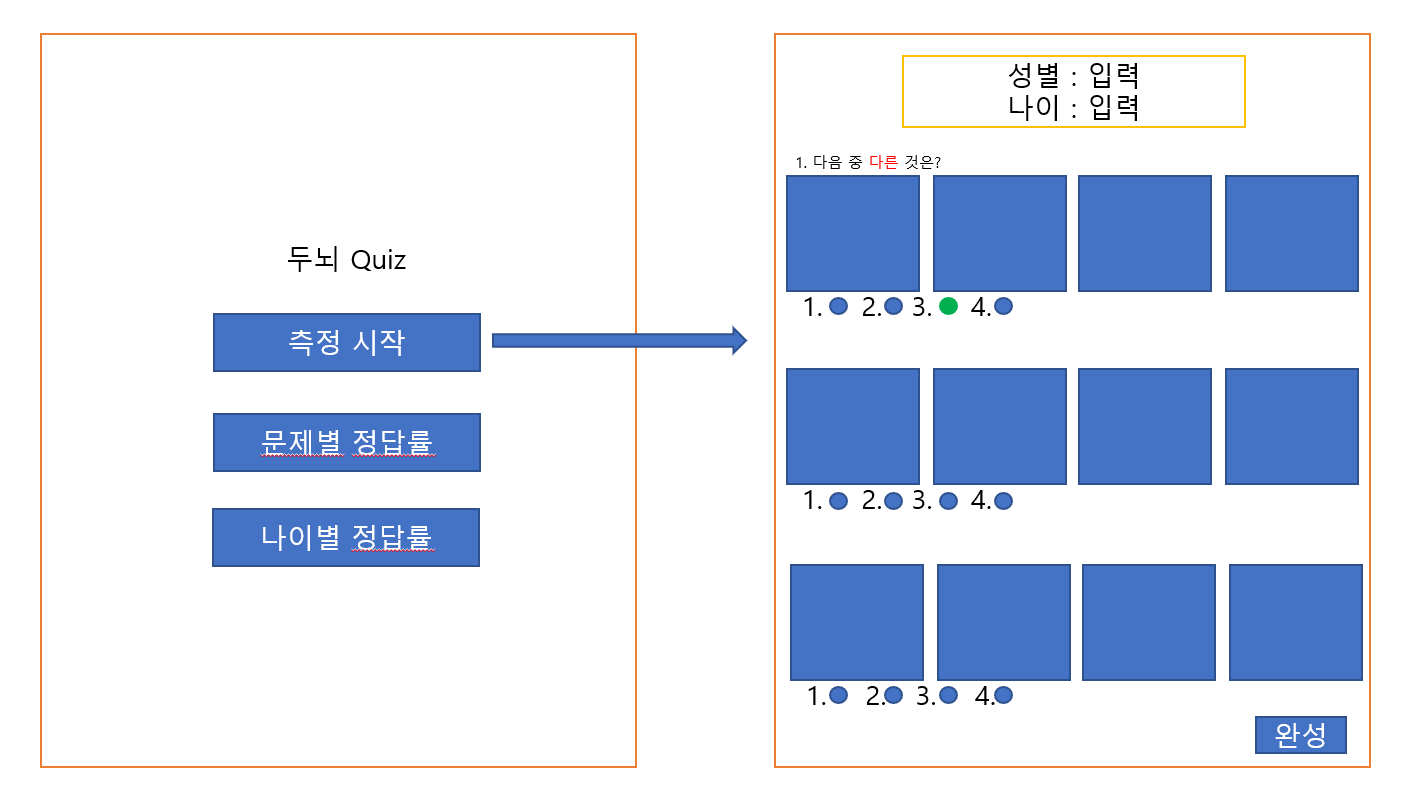 두뇌 Quiz
측정 시작
문제별 정답률
나이별 정답률
성별 : 입력
나이 : 입력
1. 다음 중 다른 것은?
1. 2. 3. 4.
1. 2. 3. 4.
1. 2. 3. 4.
완성